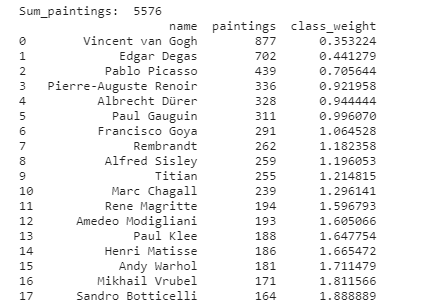 Sum_paintings: 5576
name paintings class_weight
0 Vincent van Gogh 877 0.353224
1 Edgar Degas 702 0.441279
2 Pablo Picasso 439 0.705644
3 Pierre-Auguste Renoir 336 0.921958
4 Albrecht Dürer 328 0.944444
5 Paul Gauguin 311 0.996070
6 Francisco Goya 291 1.064528
7 Rembrandt 262 1.182358
8 Alfred Sisley 259 1.196053
9 Titian 255 1.214815
10 Marc Chagall 239 1.296141
11 Rene Magritte 194 1.596793
12 Amedeo Modigliani 193 1.605066
13 Paul Klee 188 1.647754
14 Henri Matisse 186 1.665472
15 Andy Warhol 181 1.711479
16 Mikhail Vrubel 171 1.811566
17 Sandro Botticelli 164 1.888889